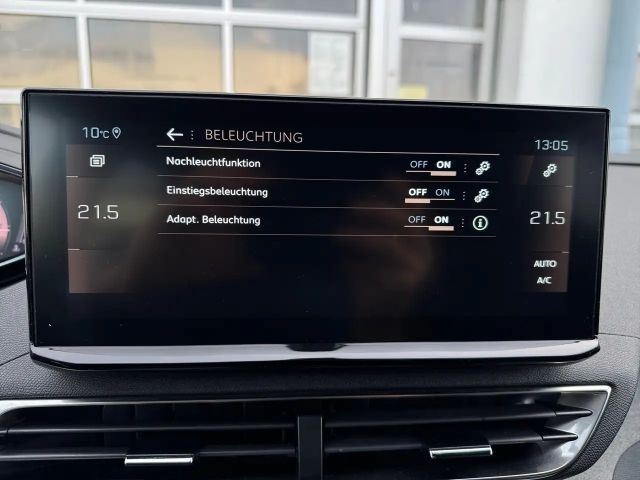 10°C
BELEUCHTUNG
13:05
Nachleuchtfunktion OFF ON
Einstiegsbeleuchtung OFF ON
Adapt. Beleuchtung OFF ON
21.5
21.5
AUTO
A/C